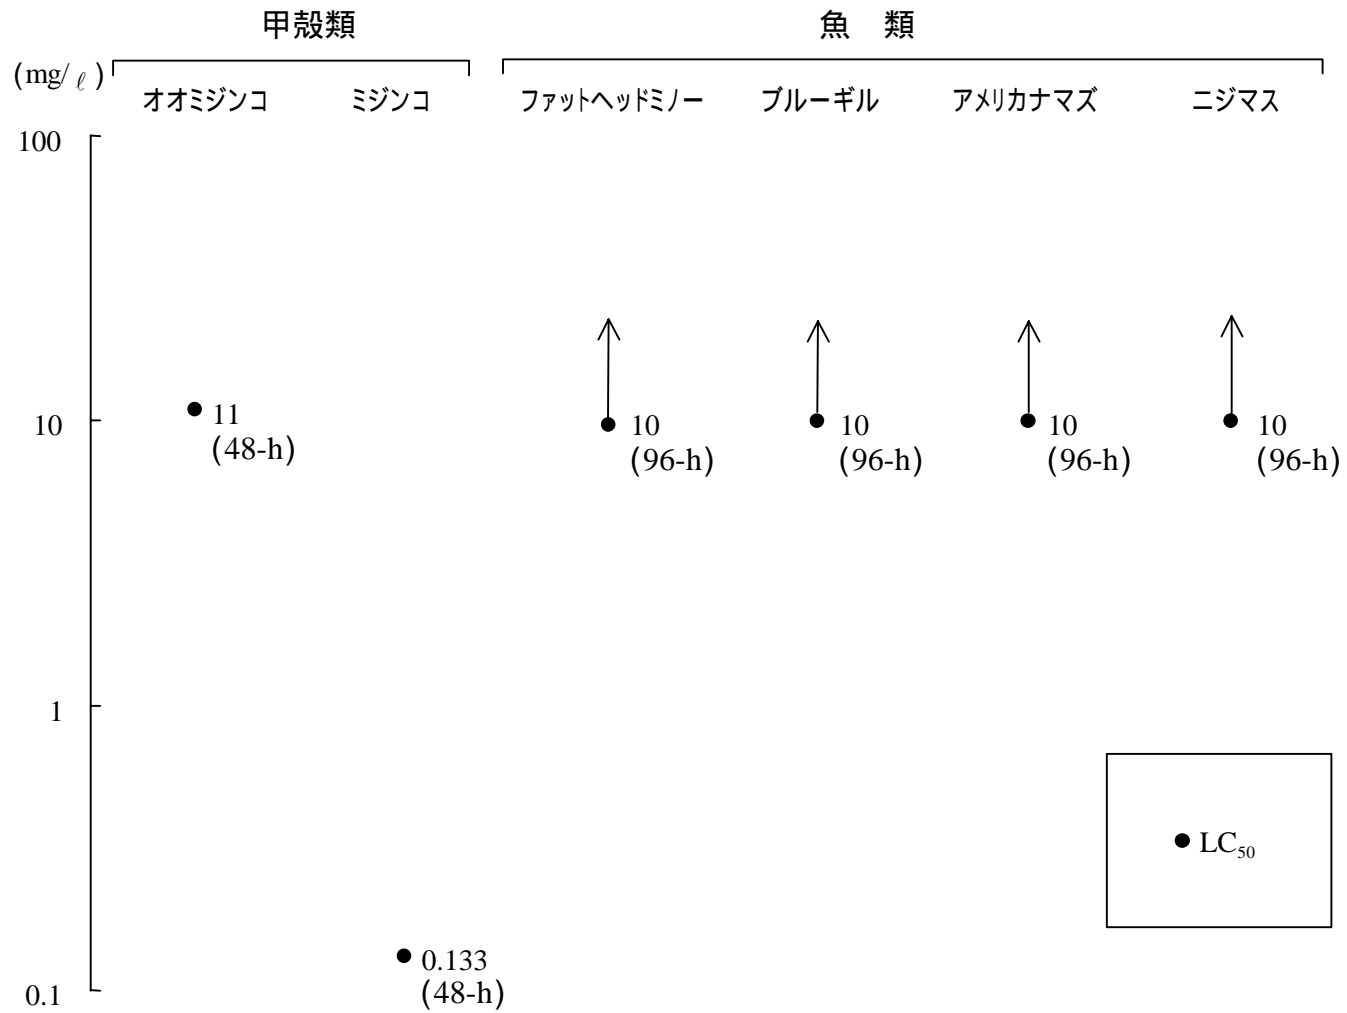 甲殻類
魚 類
(mg/ℓ)
オオミジンコ
ミジンコ
ファットヘッドミノー
ブルーギル
アメリカナマズ
ニジマス
100
10
1
0.1
11
(48-h)
0.133
(48-h)
10
(96-h)
10
(96-h)
10
(96-h)
10
(96-h)
LC₅₀